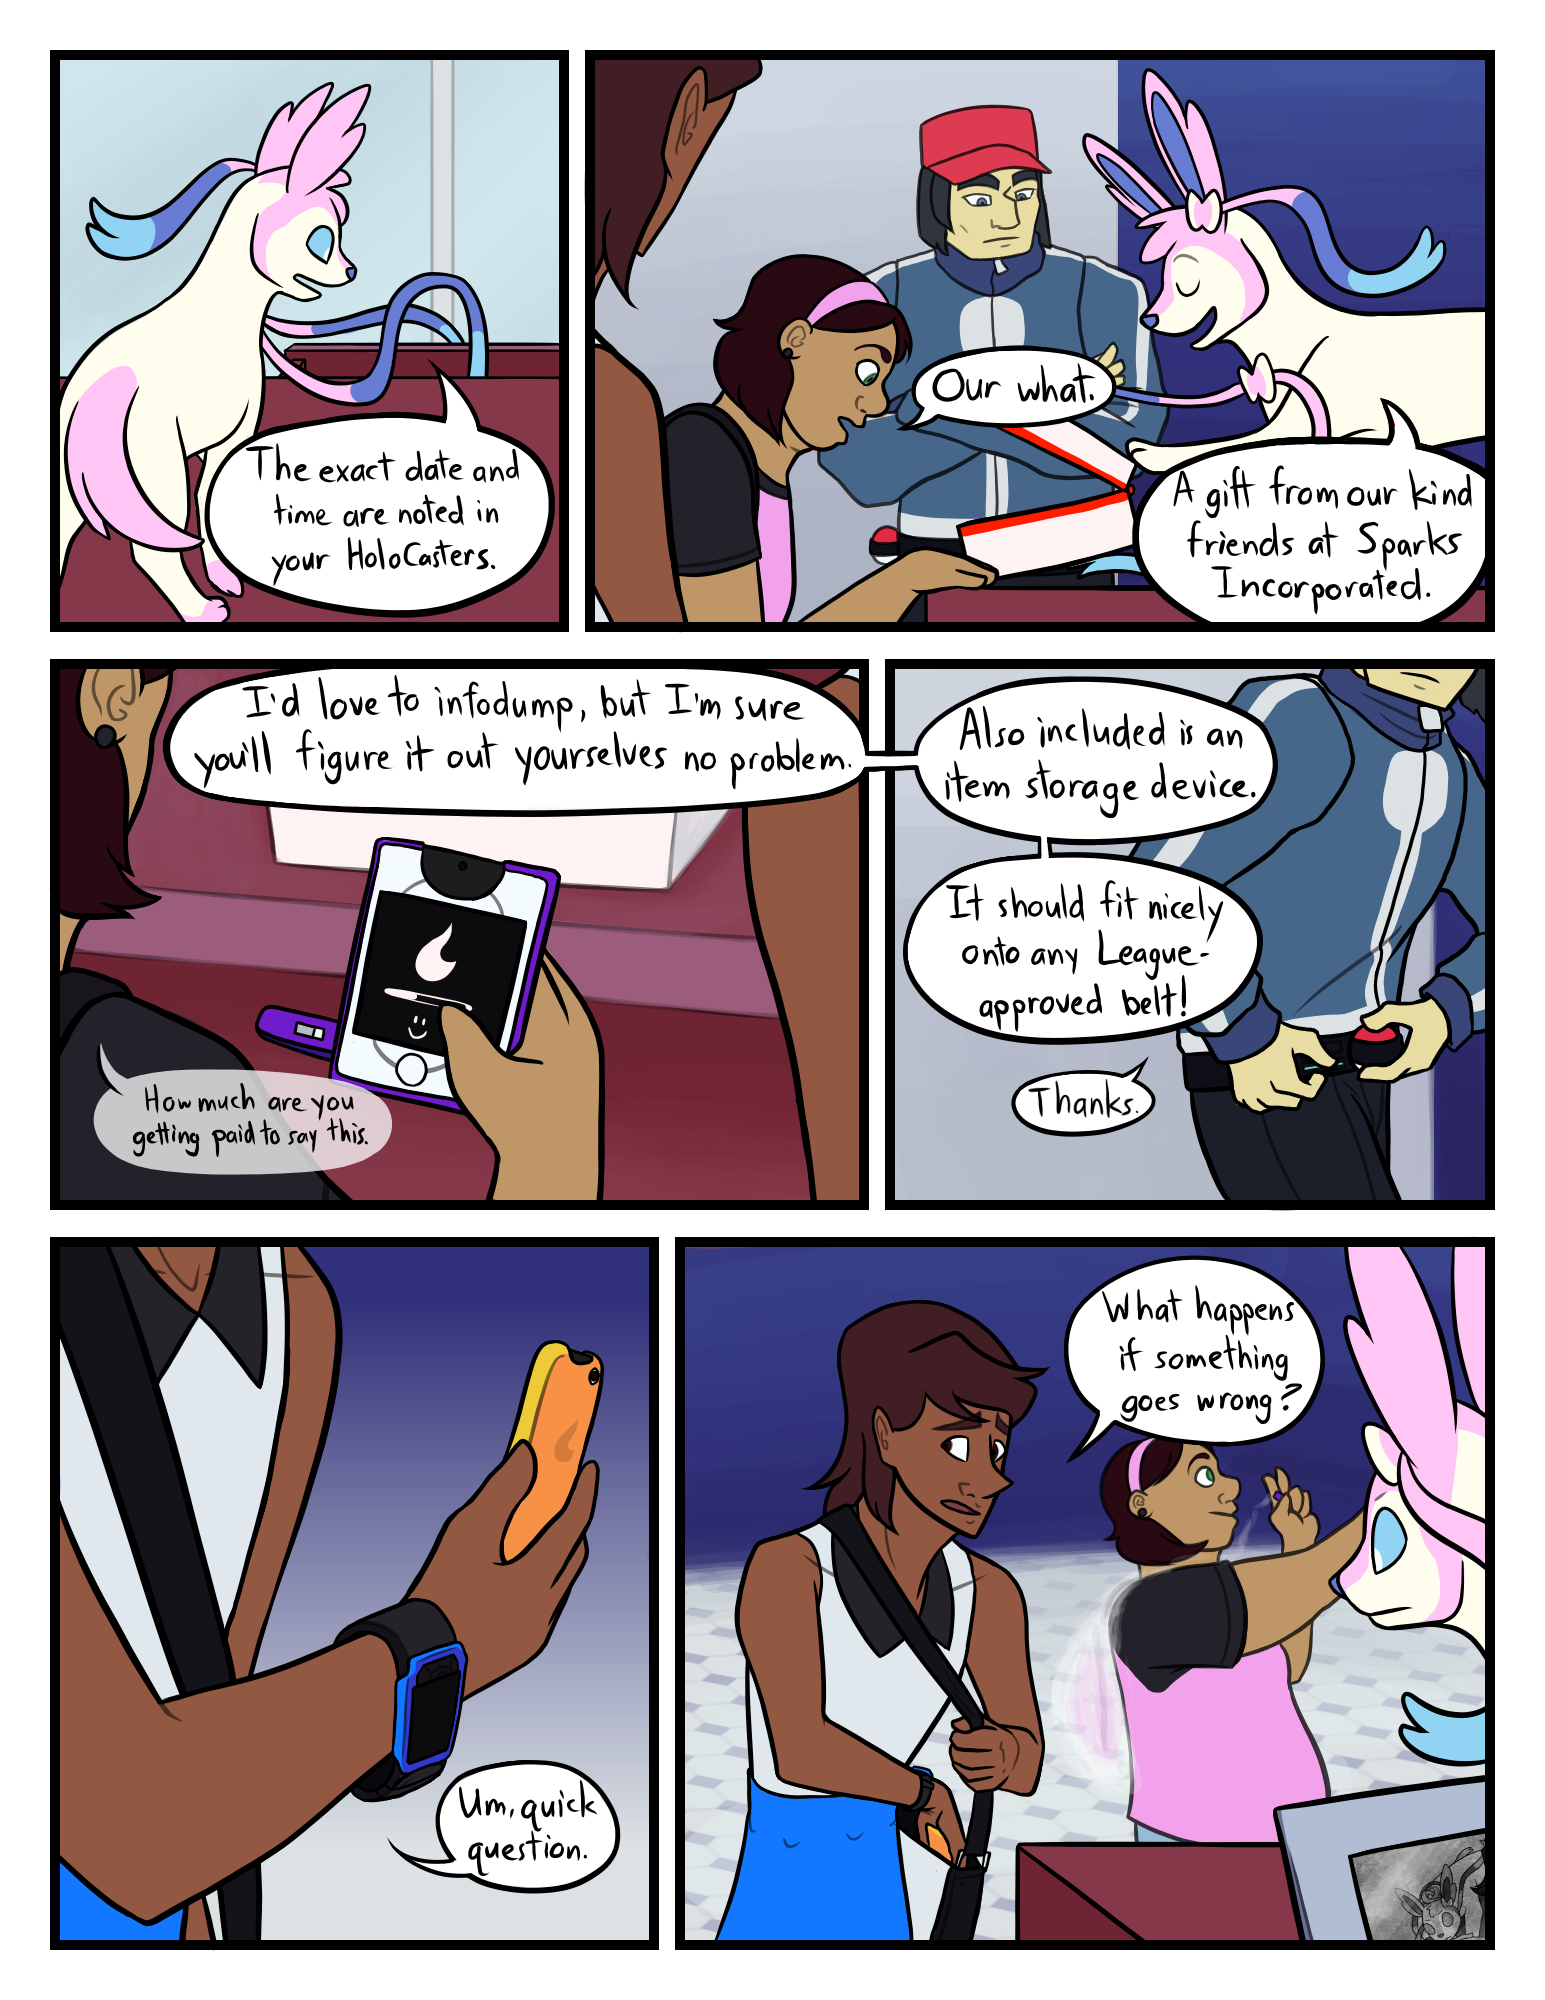 The exact date and
time are noted in
your HoloCasters.
Our what.
A gift from our kind
friends at Sparks
Incorporated.
I'd love to infodump, but I'm sure
you'll figure it out yourselves no problem.
How much are you
getting paid to say this.
Also included is an
item storage device.
It should fit nicely
onto any League-
approved belt!
Thanks.
Um, quick
question.
What happens
if something
goes wrong?